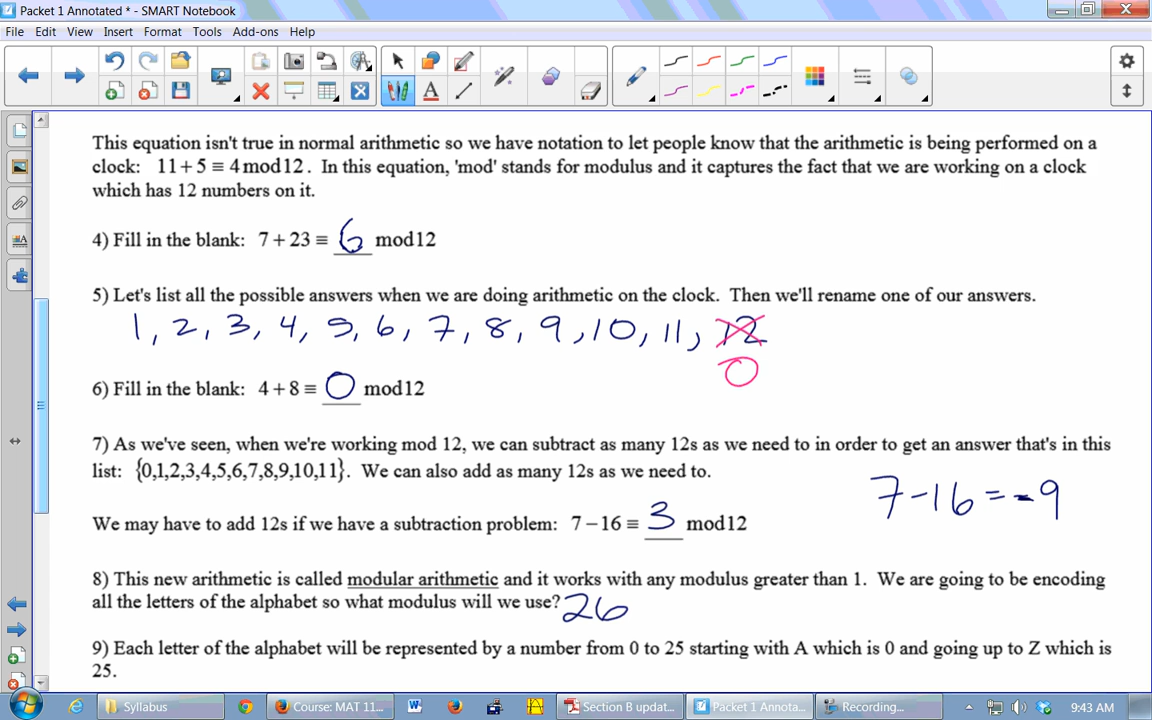 Packet 1 Annotated * - SMART Notebook
File Edit View Insert Format Tools Add-ons Help
This equation isn't true in normal arithmetic so we have notation to let people know that the arithmetic is being performed on a
clock: 11+5 ≡ 4mod12. In this equation, 'mod' stands for modulus and it captures the fact that we are working on a clock
which has 12 numbers on it.
4) Fill in the blank: 7+23 ≡ 6 mod12
5) Let's list all the possible answers when we are doing arithmetic on the clock. Then we'll rename one of our answers.
1, 2, 3, 4, 5, 6, 7, 8, 9, 10, 11, 12
0
6) Fill in the blank: 4+8 ≡ 0 mod12
7) As we've seen, when we're working mod 12, we can subtract as many 12s as we need to in order to get an answer that's in this
list: {0,1,2,3,4,5,6,7,8,9,10,11}. We can also add as many 12s as we need to.
7-16=-9
We may have to add 12s if we have a subtraction problem: 7-16 ≡ 3 mod12
8) This new arithmetic is called modular arithmetic and it works with any modulus greater than 1. We are going to be encoding
all the letters of the alphabet so what modulus will we use? 26
9) Each letter of the alphabet will be represented by a number from 0 to 25 starting with A which is 0 and going up to Z which is
25.
Syllabus Course: MAT 11... Section B updat... Packet 1 Annota... Recording... 9:43 AM